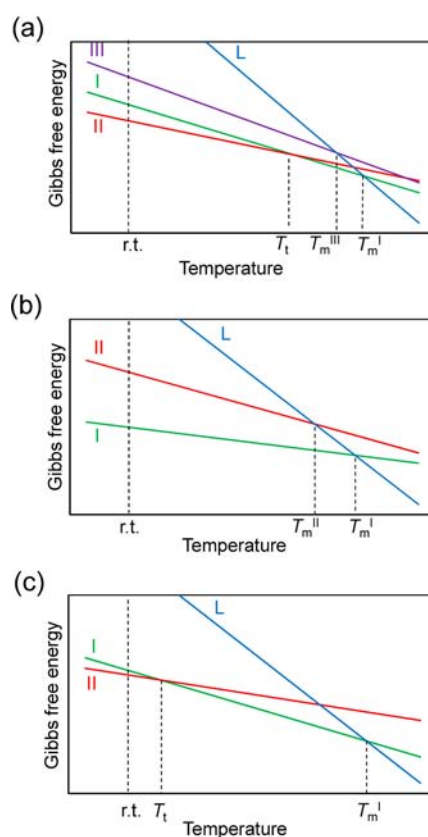 (a)
III
I
II
L
Gibbs free energy
r.t.
Tt
TmIII
TmI
Temperature
(b)
II
I
L
Gibbs free energy
r.t.
TmII
TmI
Temperature
(c)
I
II
L
Gibbs free energy
r.t.
Tt
TmI
Temperature